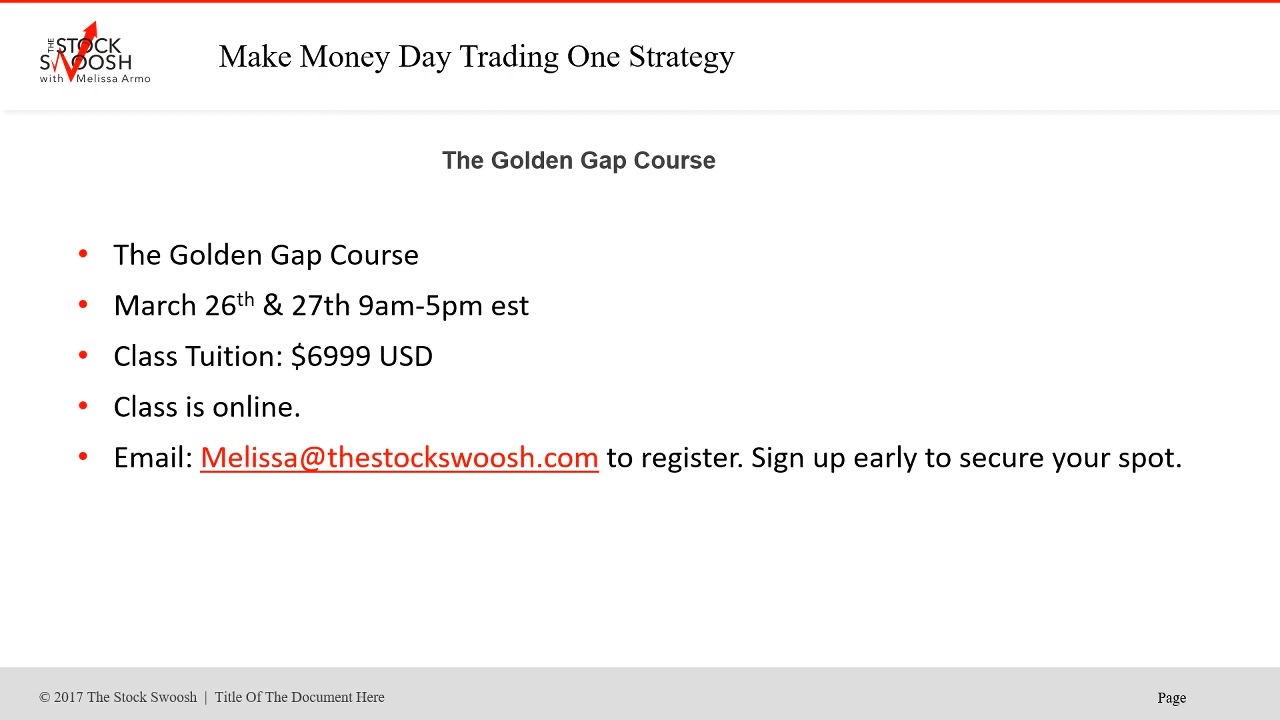 THE STOCK
SWOOSH
with Melissa Armo
Make Money Day Trading One Strategy
The Golden Gap Course
• The Golden Gap Course
• March 26th & 27th 9am-5pm est
• Class Tuition: $6999 USD
• Class is online.
• Email: Melissa@thestockswoosh.com to register. Sign up early to secure your spot.
© 2017 The Stock Swoosh | Title Of The Document Here
Page